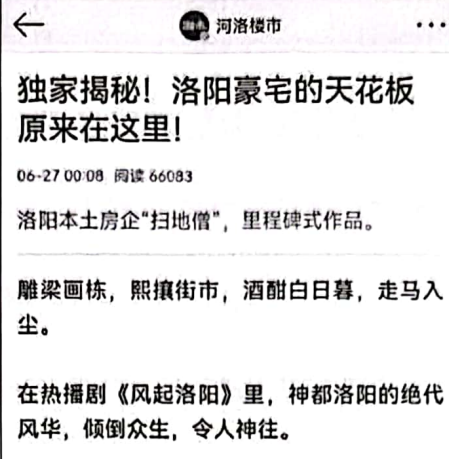 河洛楼市
独家揭秘！洛阳豪宅的天花板
原来在这里！
06-27 00:08 阅读 66083
洛阳本土房企“扫地僧”，里程碑式作品。
雕梁画栋，熙攘街市，酒酣白日暮，走马入
尘。
在热播剧《风起洛阳》里，神都洛阳的绝代
风华，倾倒众生，令人神往。